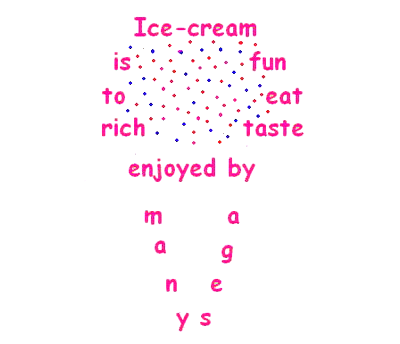 Ice-cream
is fun
to eat
rich taste
enjoyed by
m a
a g
n e
y s